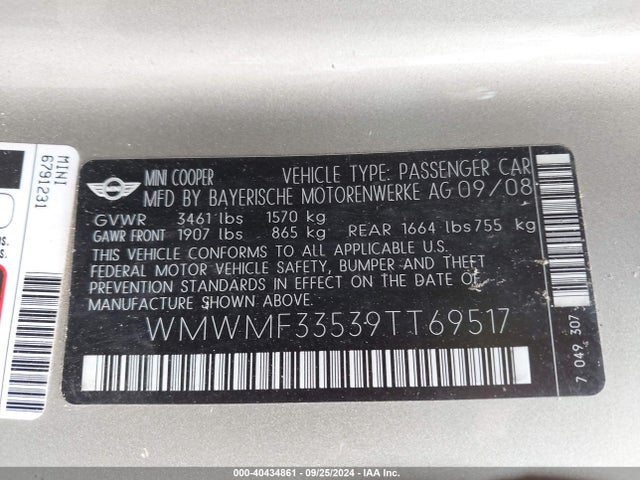 MINI
6791231
MINI COOPER VEHICLE TYPE: PASSENGER CAR
MFD BY BAYERISCHE MOTORENWERKE AG 09/08
GVWR 3461 lbs 1570 kg
GAWR FRONT 1907 lbs 865 kg REAR 1664 lbs 755 kg
THIS VEHICLE CONFORMS TO ALL APPLICABLE U.S.
FEDERAL MOTOR VEHICLE SAFETY, BUMPER AND THEFT
PREVENTION STANDARDS IN EFFECT ON THE DATE OF
MANUFACTURE SHOWN ABOVE.
WMWMF33539TT69517
7 049 307
000-40434861 - 09/25/2024 - IAA, Inc.